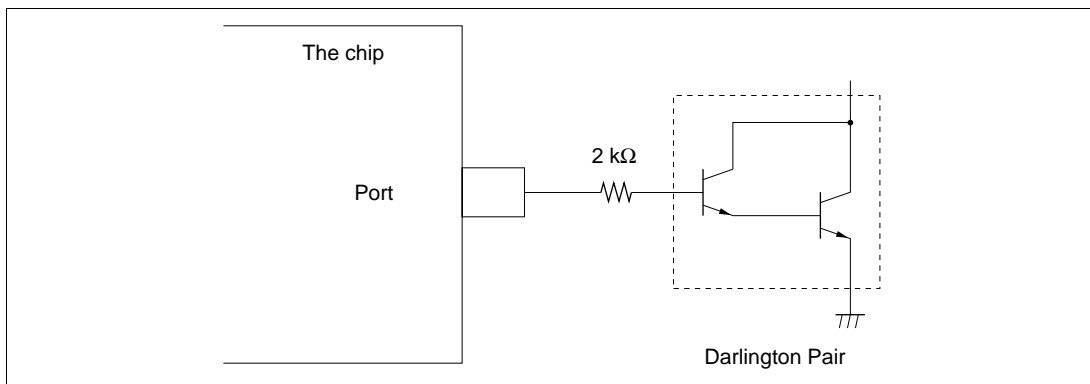 The chip
2 kΩ
Port
Darlington Pair